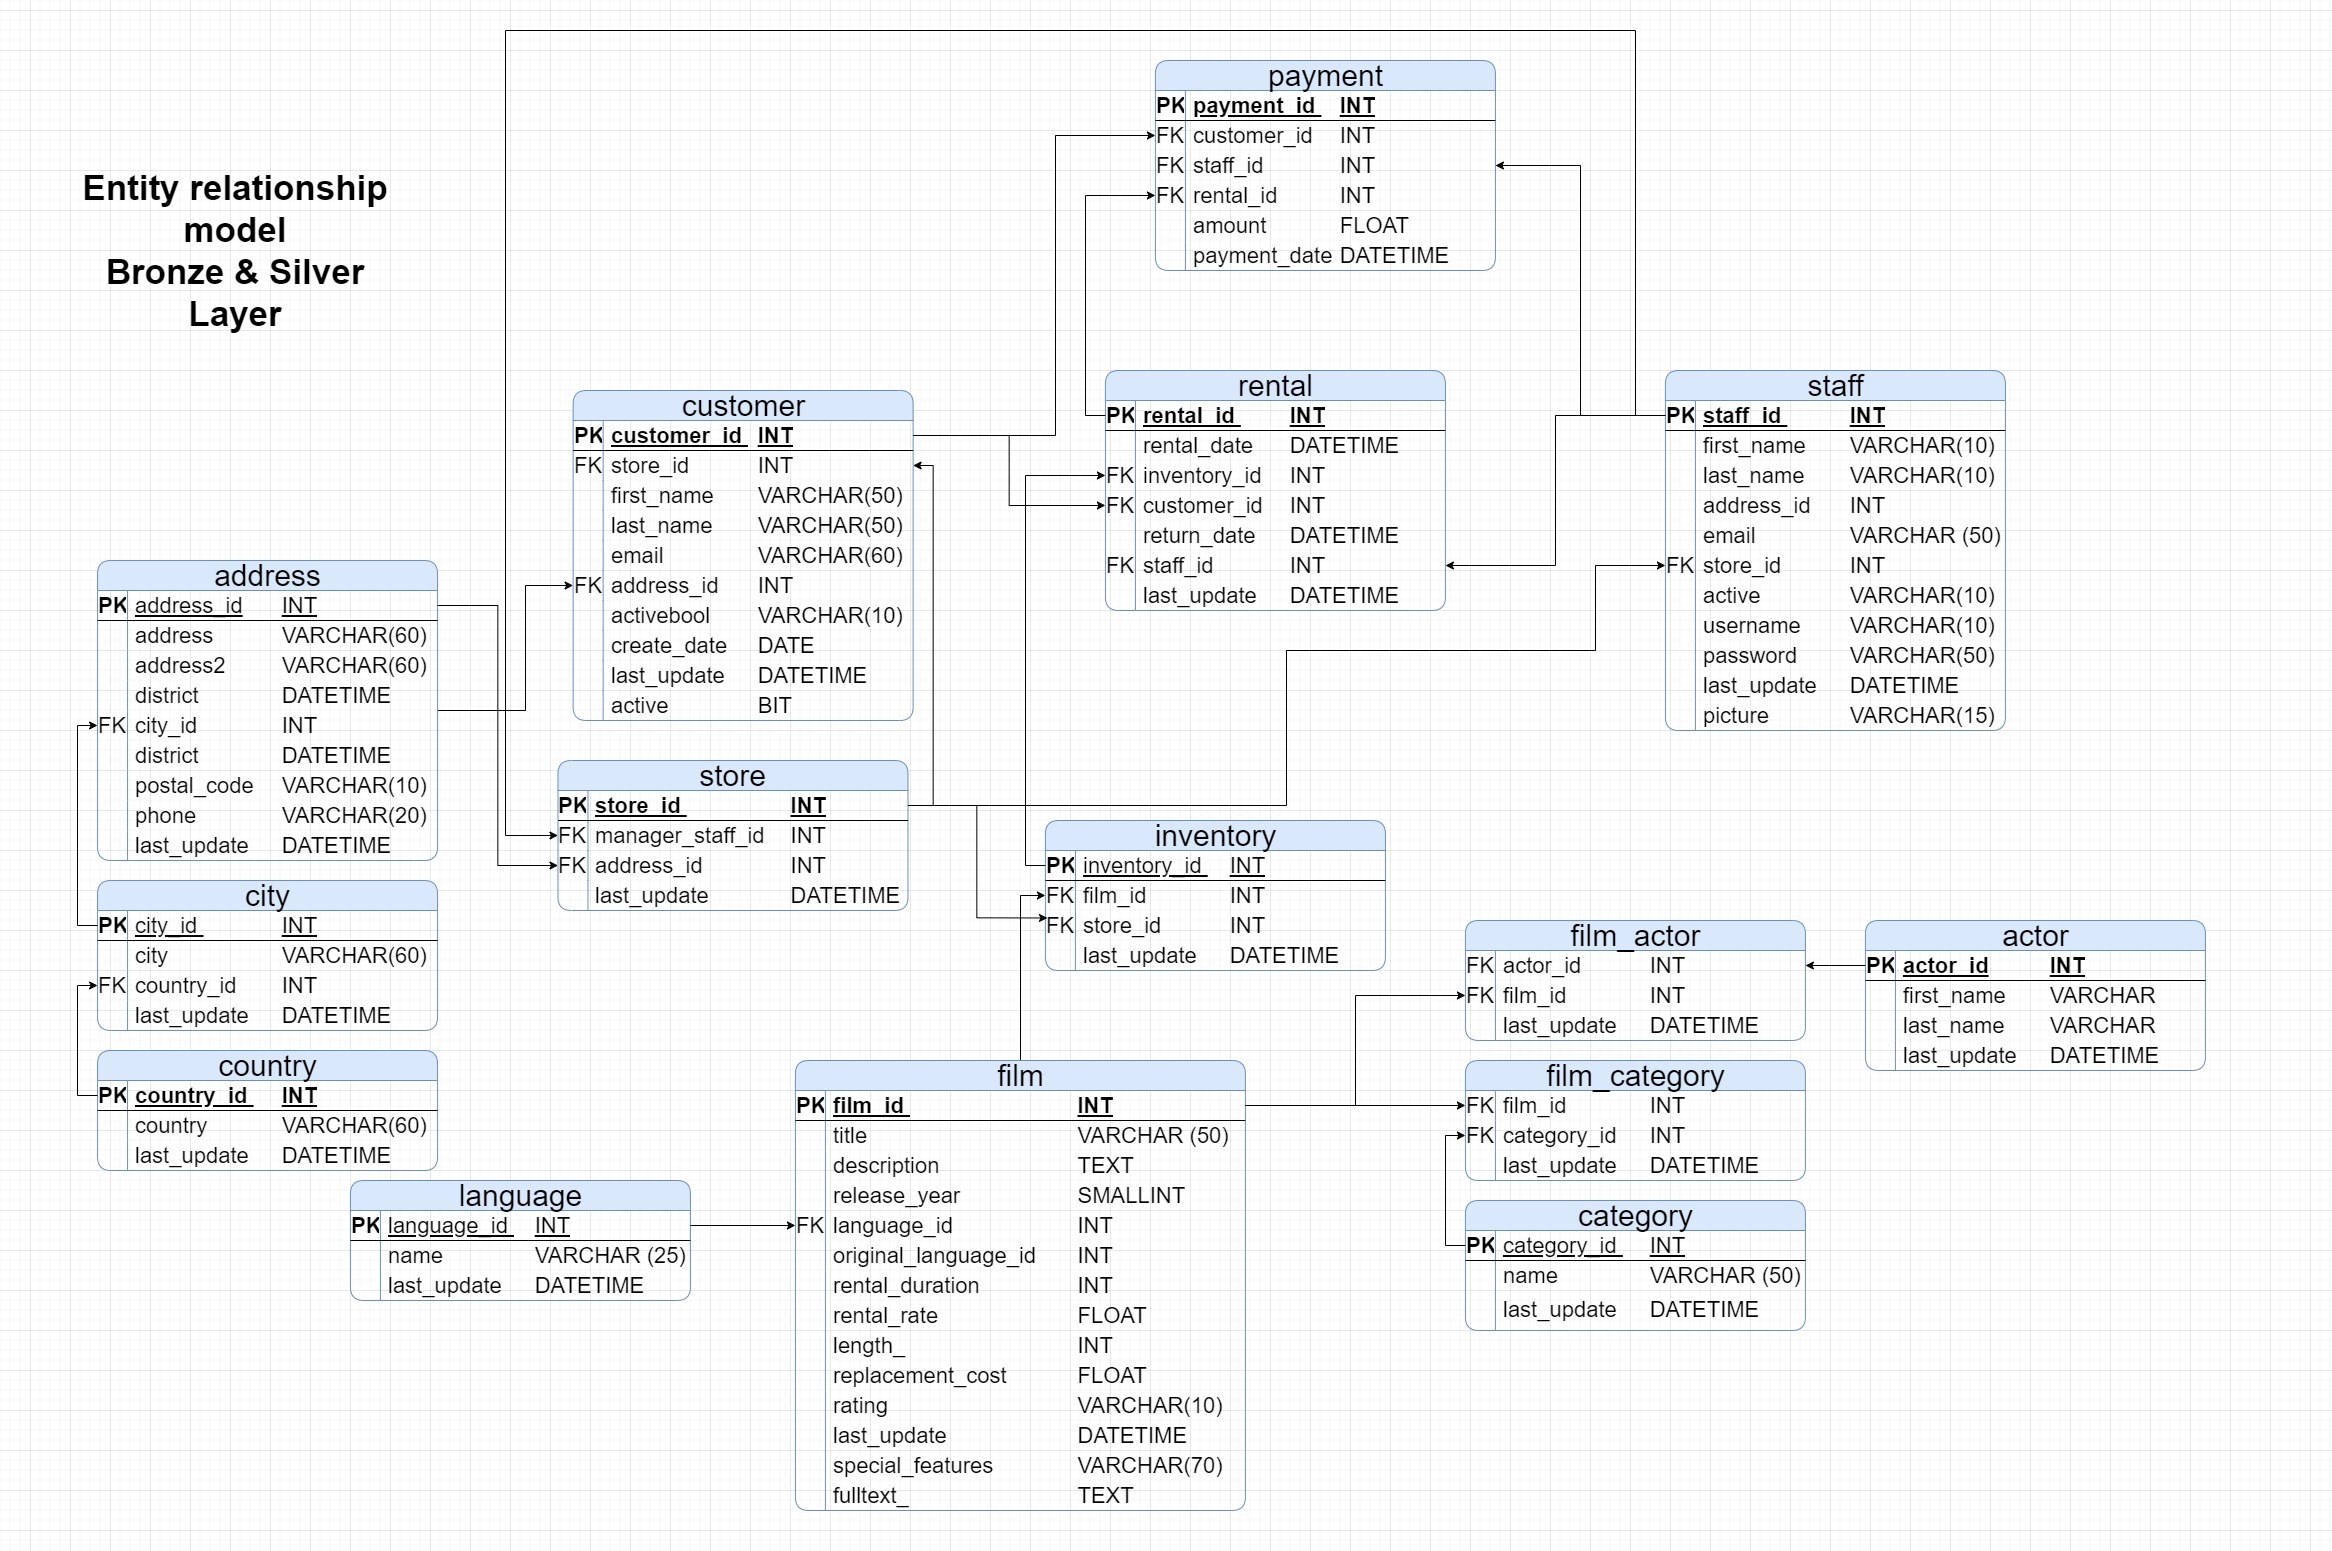 Entity relationship
model
Bronze & Silver
Layer
payment
PK payment_id INT
FK customer_id INT
FK staff_id INT
FK rental_id INT
amount FLOAT
payment_date DATETIME
customer
PK customer_id INT
FK store_id INT
first_name VARCHAR(50)
last_name VARCHAR(50)
email VARCHAR(60)
FK address_id INT
activebool VARCHAR(10)
create_date DATE
last_update DATETIME
active BIT
rental
PK rental_id INT
rental_date DATETIME
FK inventory_id INT
FK customer_id INT
return_date DATETIME
FK staff_id INT
last_update DATETIME
staff
PK staff_id INT
first_name VARCHAR(10)
last_name VARCHAR(10)
address_id INT
email VARCHAR (50)
FK store_id INT
active VARCHAR(10)
username VARCHAR(10)
password VARCHAR(50)
last_update DATETIME
picture VARCHAR(15)
address
PK address_id INT
address VARCHAR(60)
address2 VARCHAR(60)
district DATETIME
FK city_id INT
district DATETIME
postal_code VARCHAR(10)
phone VARCHAR(20)
last_update DATETIME
store
PK store_id INT
FK manager_staff_id INT
FK address_id INT
last_update DATETIME
inventory
PK inventory_id INT
FK film_id INT
FK store_id INT
last_update DATETIME
city
PK city_id INT
city VARCHAR(60)
FK country_id INT
last_update DATETIME
film_actor
FK actor_id INT
FK film_id INT
last_update DATETIME
actor
PK actor_id INT
first_name VARCHAR
last_name VARCHAR
last_update DATETIME
country
PK country_id INT
country VARCHAR(60)
last_update DATETIME
film
PK film_id INT
title VARCHAR (50)
description TEXT
release_year SMALLINT
FK language_id INT
original_language_id INT
rental_duration INT
rental_rate FLOAT
length_ INT
replacement_cost FLOAT
rating VARCHAR(10)
last_update DATETIME
special_features VARCHAR(70)
fulltext_ TEXT
film_category
FK film_id INT
FK category_id INT
last_update DATETIME
language
PK language_id INT
name VARCHAR (25)
last_update DATETIME
category
PK category_id INT
name VARCHAR (50)
last_update DATETIME